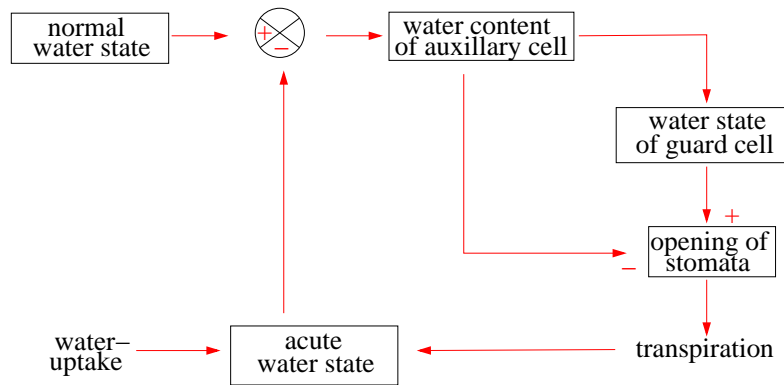 normal
water state
+
−
water content
of auxillary cell
water state
of guard cell
+
−
opening of
stomata
water−
uptake
acute
water state
transpiration